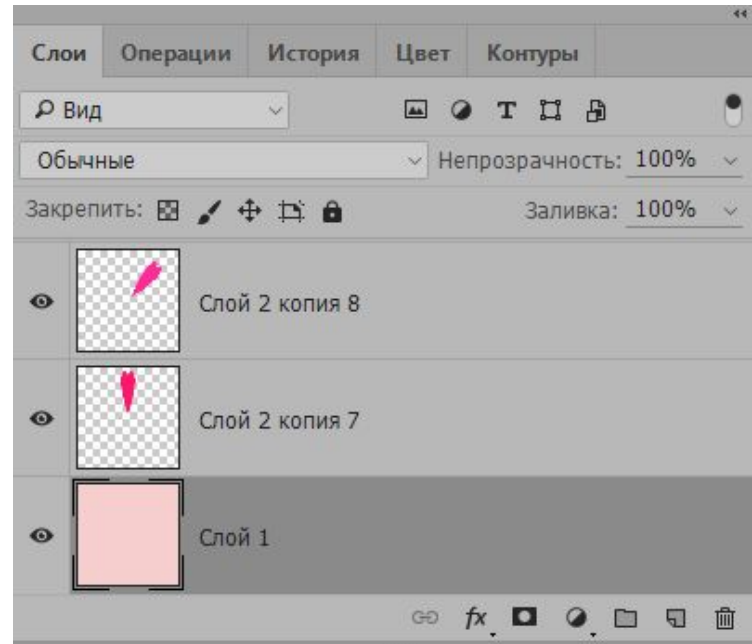 Слои Операции История Цвет Контуры
Вид
Обычные Непрозрачность: 100%
Закрепить: Заливка: 100%
Слой 2 копия 8
Слой 2 копия 7
Слой 1
fx